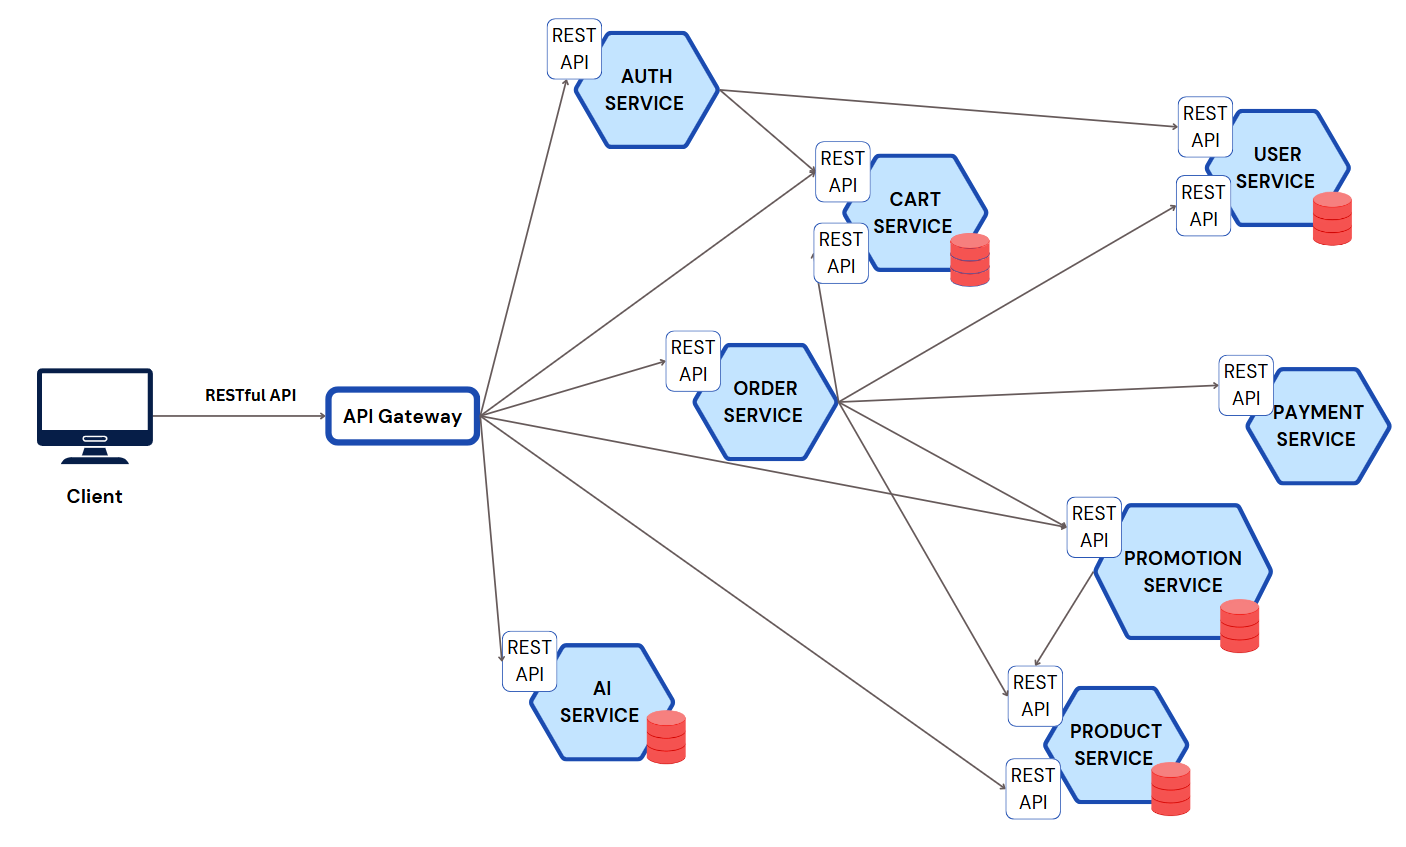 REST
API
AUTH
SERVICE
REST
API
USER
SERVICE
REST
API
REST
API
CART
SERVICE
REST
API
REST
API
ORDER
SERVICE
REST
API
PAYMENT
SERVICE
RESTful API
API Gateway
Client
REST
API
PROMOTION
SERVICE
REST
API
AI
SERVICE
REST
API
PRODUCT
SERVICE
REST
API